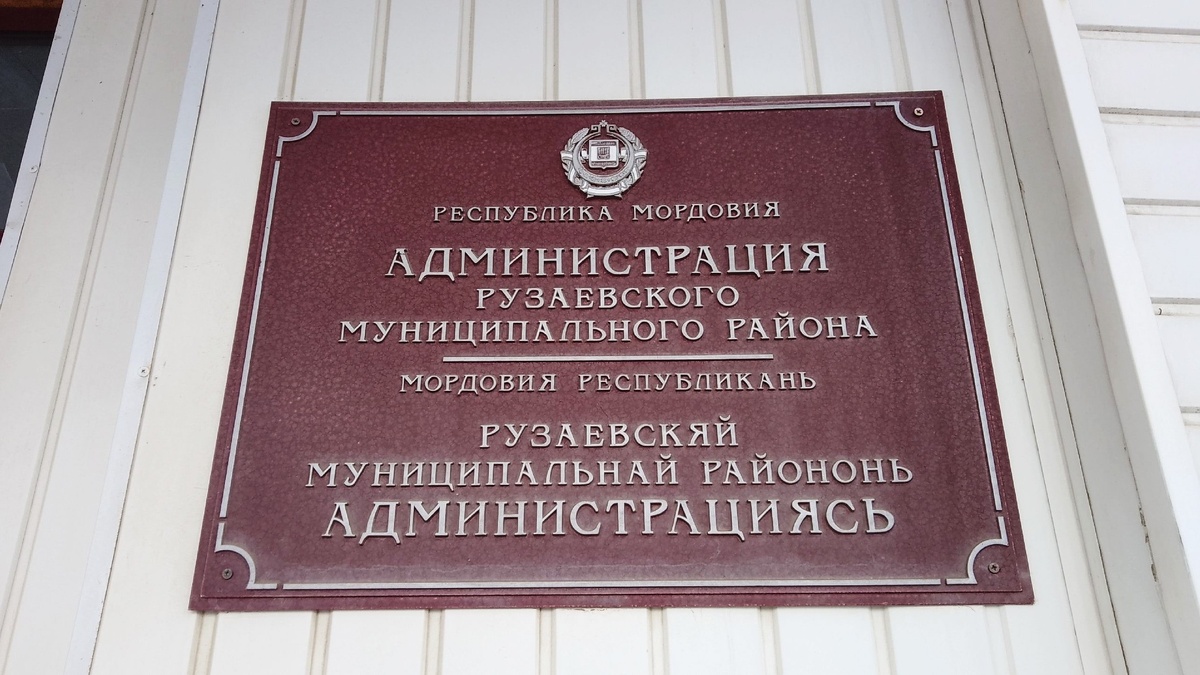 РЕСПУБЛИКА МОРДОВИЯ
АДМИНИСТРАЦИЯ
РУЗАЕВСКОГО
МУНИЦИПАЛЬНОГО РАЙОНА
МОРДОВИЯ РЕСПУБЛИКАНЬ
РУЗАЕВСКЯЙ
МУНИЦИПАЛЬНАЙ РАЙОНОНЬ
АДМИНИСТРАЦИЯСЬ